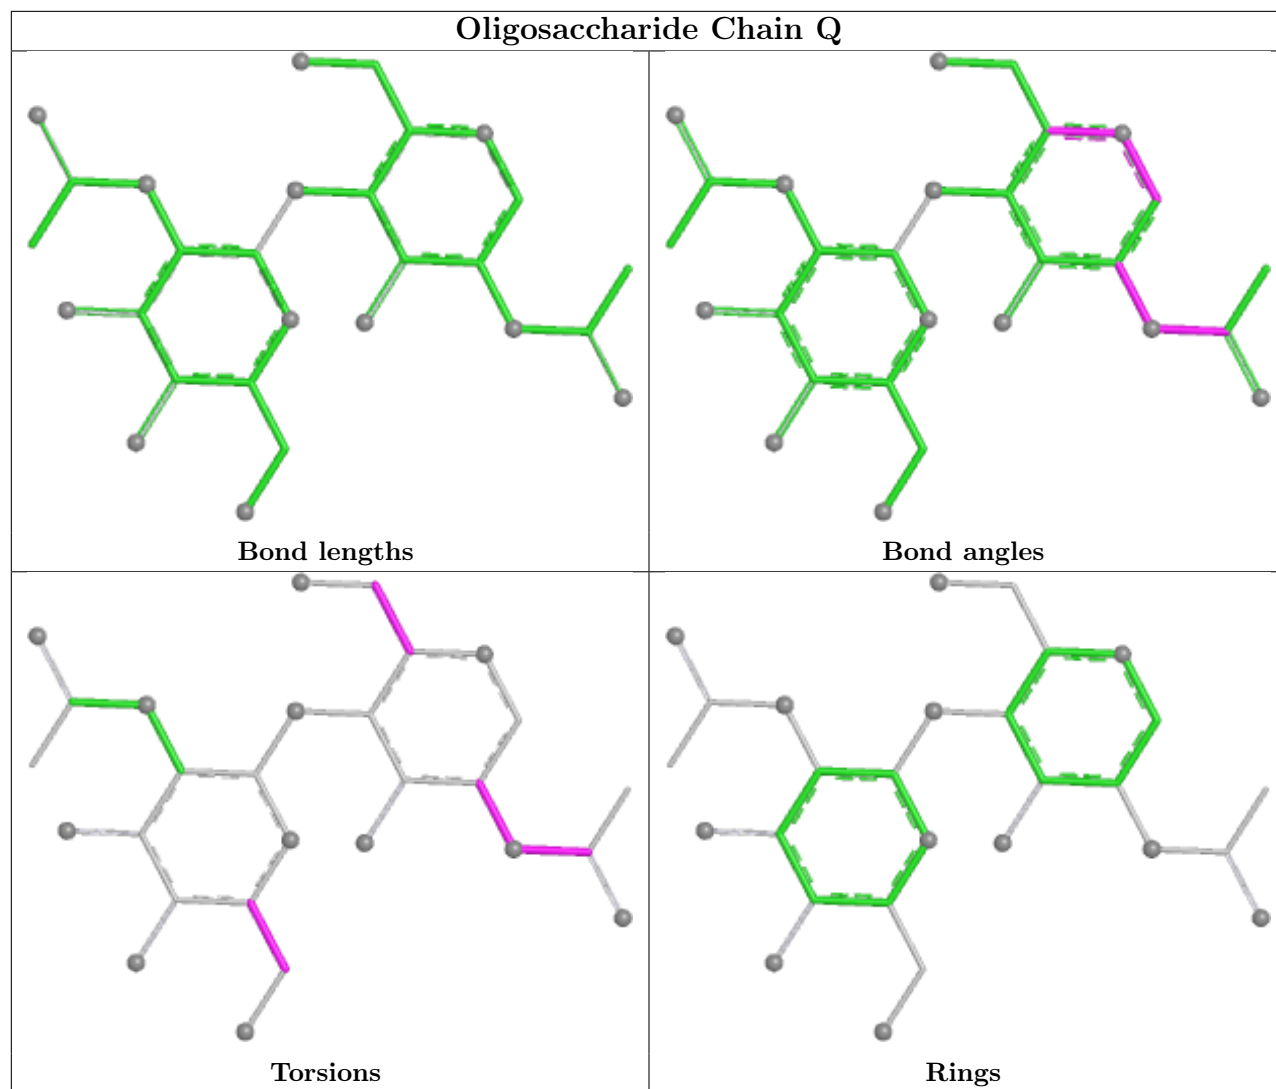 Oligosaccharide Chain Q
Bond lengths
Bond angles
Torsions
Rings